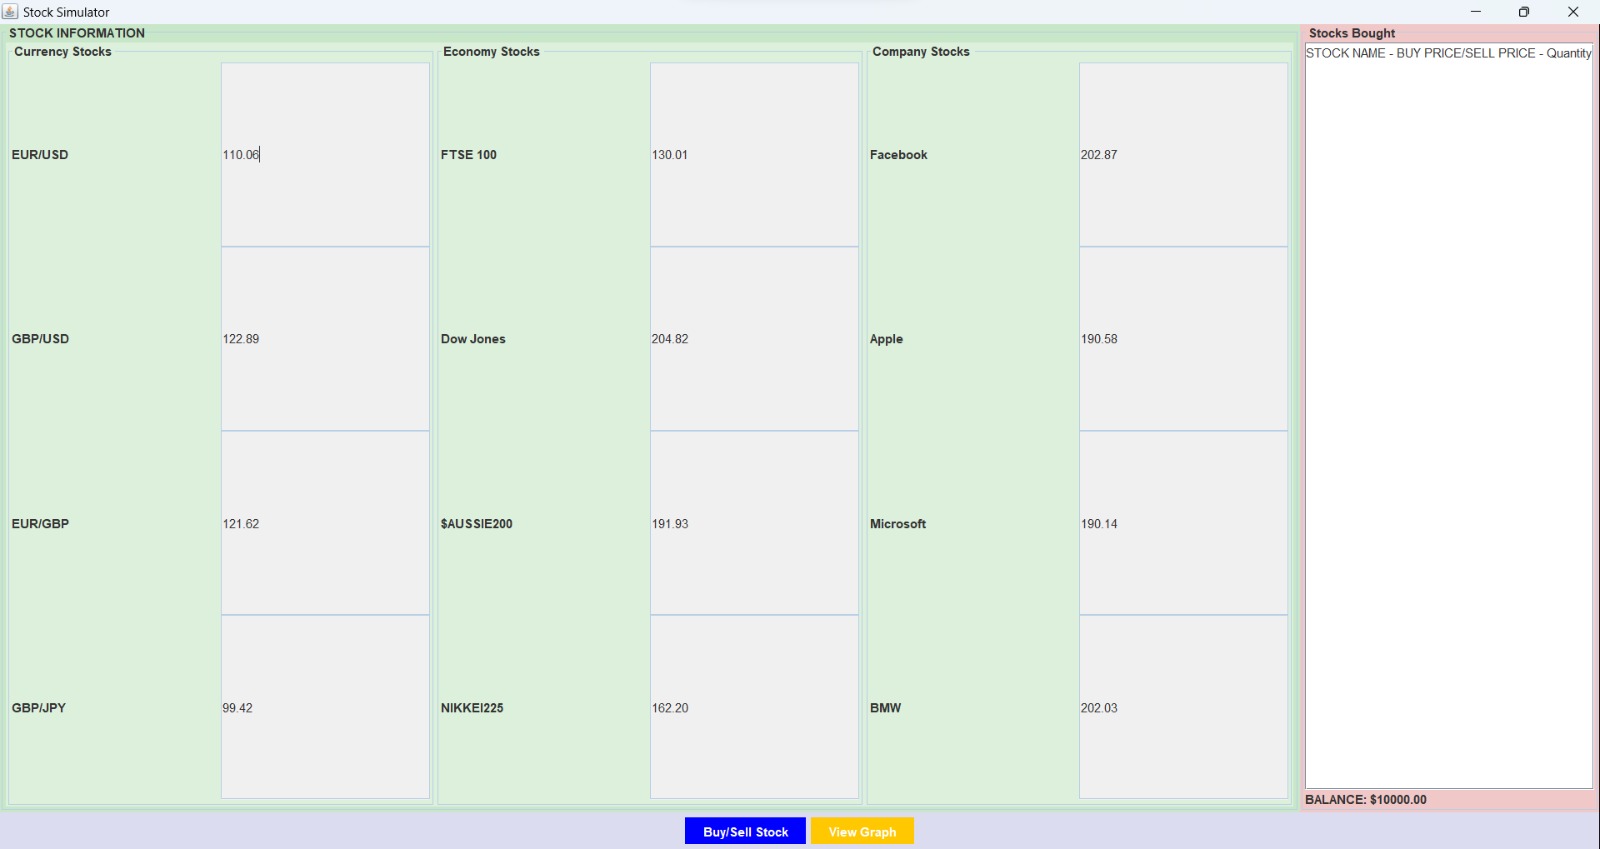 Stock Simulator
STOCK INFORMATION
Currency Stocks
EUR/USD 110.06
GBP/USD 122.89
EUR/GBP 121.62
GBP/JPY 99.42
Economy Stocks
FTSE 100 130.01
Dow Jones 204.82
$AUSSIE200 191.93
NIKKEI225 162.20
Company Stocks
Facebook 202.87
Apple 190.58
Microsoft 190.14
BMW 202.03
Stocks Bought
STOCK NAME - BUY PRICE/SELL PRICE - Quantity
BALANCE: $10000.00
Buy/Sell Stock
View Graph